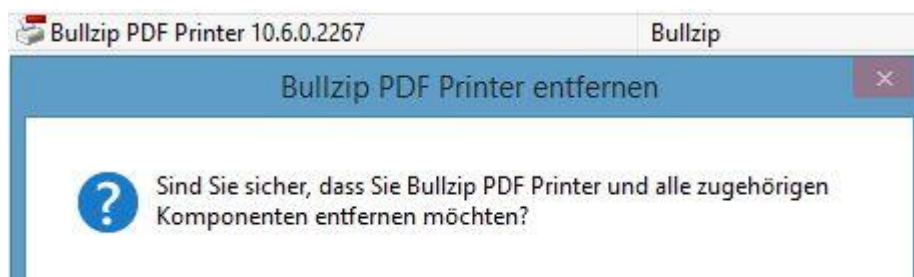 Bullzip PDF Printer 10.6.0.2267 Bullzip
Bullzip PDF Printer entfernen
Sind Sie sicher, dass Sie Bullzip PDF Printer und alle zugehörigen
Komponenten entfernen möchten?